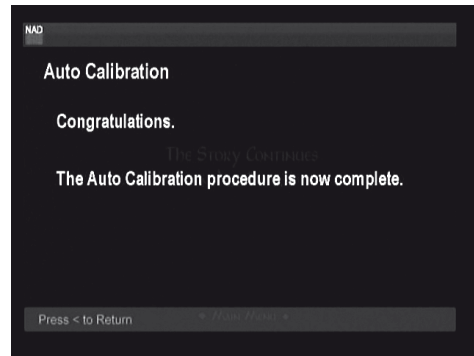 NAD
Auto Calibration
Congratulations.
The Story Continues
The Auto Calibration procedure is now complete.
Press < to Return